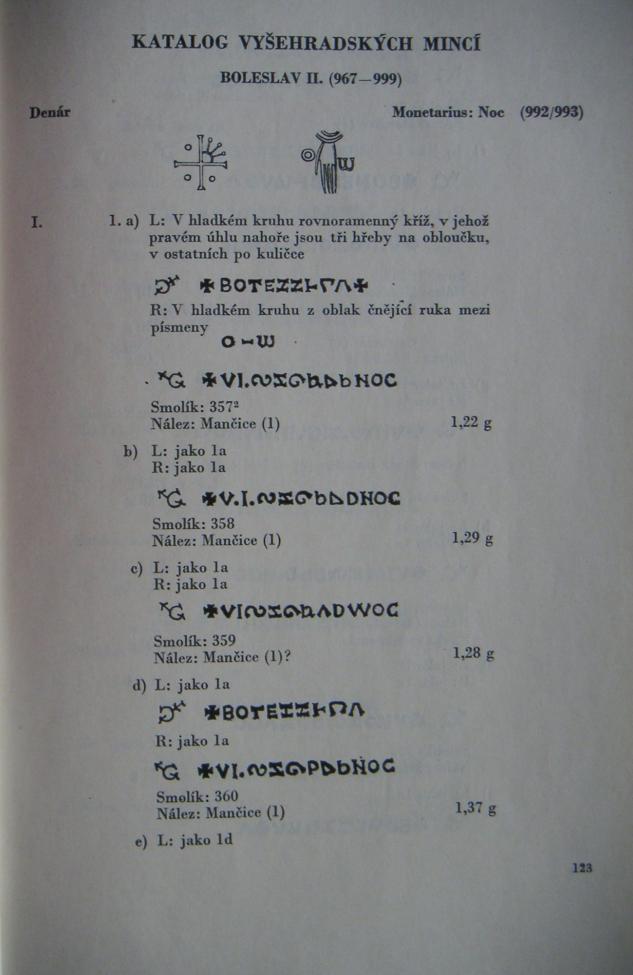 KATALOG VYŠEHRADSKÝCH MINCÍ
BOLESLAV II. (967—999)
Denár Monetarius: Noc (992/993)
I. 1. a) L: V hladkém kruhu rovnoramenný kříž, v jehož
pravém úhlu nahoře jsou tři hřeby na obloučku,
v ostatních po kuličce
R: V hladkém kruhu z oblak čnějící ruka mezi
písmeny
Smolík: 357²
Nález: Mančice (1) 1,22 g
b) L: jako 1a
R: jako 1a
Smolík: 358
Nález: Mančice (1) 1,29 g
c) L: jako 1a
R: jako 1a
Smolík: 359
Nález: Mančice (1)? 1,28 g
d) L: jako 1a
R: jako 1a
Smolík: 360
Nález: Mančice (1) 1,37 g
e) L: jako 1d
123